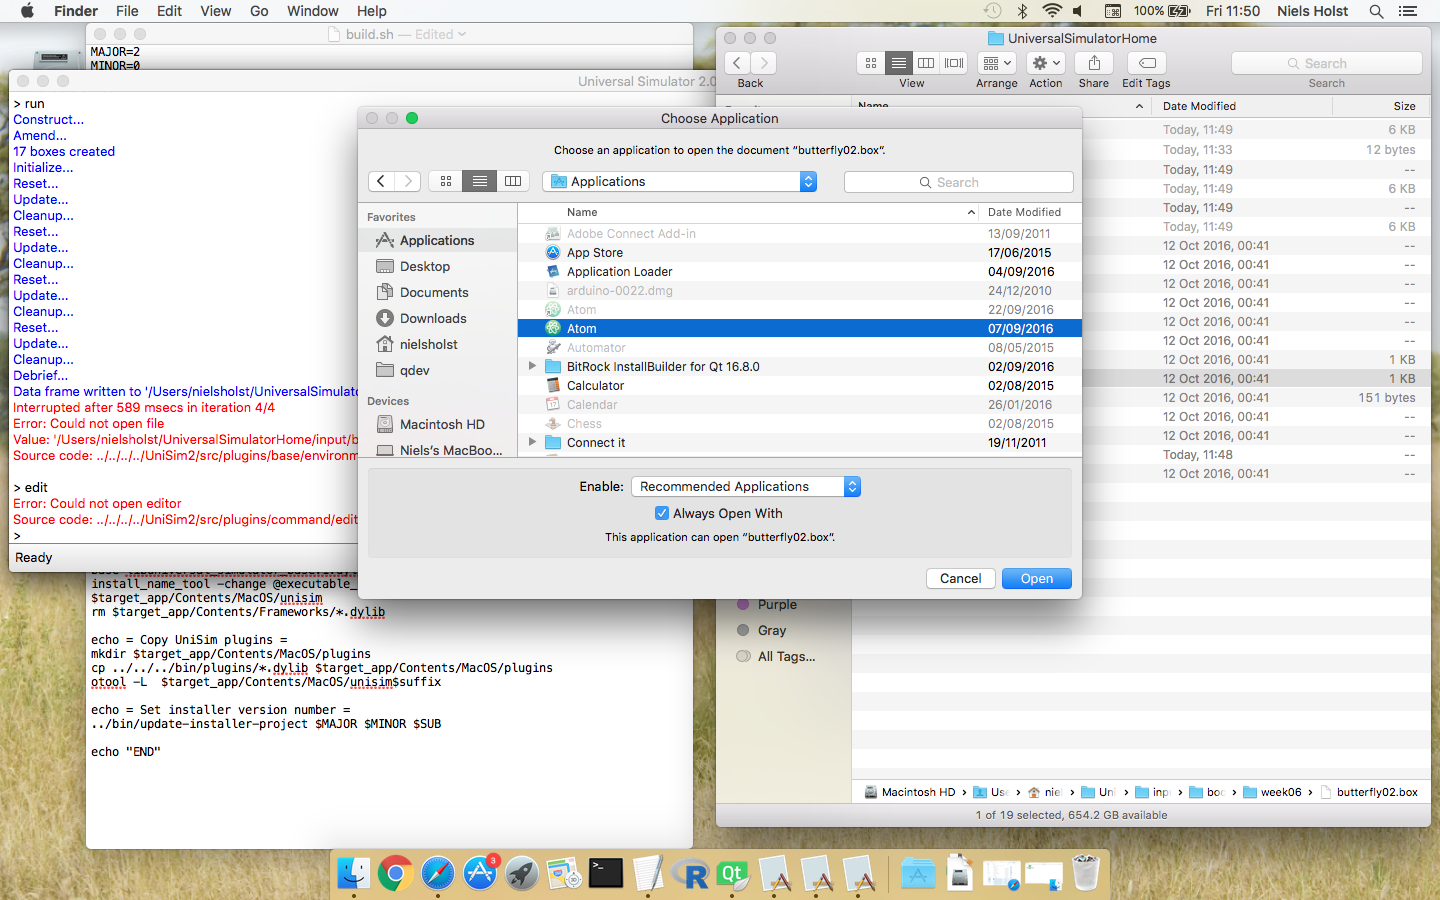 Finder File Edit View Go Window Help 100% Fri 11:50 Niels Holst
build.sh — Edited
MAJOR=2
MINOR=0
Universal Simulator 2.0
> run
Construct...
Amend...
17 boxes created
Initialize...
Reset...
Update...
Cleanup...
Reset...
Update...
Cleanup...
Reset...
Update...
Cleanup...
Reset...
Update...
Cleanup...
Debrief...
Data frame written to '/Users/nielsholst/UniversalSimulato
Interrupted after 589 msecs in iteration 4/4
Error: Could not open file
Value: '/Users/nielsholst/UniversalSimulatorHome/input/b
Source code: ../../../../UniSim2/src/plugins/base/environm
> edit
Error: Could not open editor
Source code: ../../../../UniSim2/src/plugins/command/edit
>
Ready
install_name_tool -change @executable_
$target_app/Contents/MacOS/unisim
rm $target_app/Contents/Frameworks/*.dylib
echo = Copy UniSim plugins =
mkdir $target_app/Contents/MacOS/plugins
cp ../../../bin/plugins/*.dylib $target_app/Contents/MacOS/plugins
otool -L $target_app/Contents/MacOS/unisim$suffix
echo = Set installer version number =
../bin/update-installer-project $MAJOR $MINOR $SUB
echo "END"
Choose Application
Choose an application to open the document “butterfly02.box”.
Applications
Search
Favorites
Applications
Desktop
Documents
Downloads
nielsholst
qdev
Devices
Macintosh HD
Niels’s MacBoo...
Name Date Modified
Adobe Connect Add-in 13/09/2011
App Store 17/06/2015
Application Loader 04/09/2016
arduino-0022.dmg 24/12/2010
Atom 22/09/2016
Atom 07/09/2016
Automator 08/05/2015
BitRock InstallBuilder for Qt 16.8.0 02/09/2016
Calculator 02/08/2015
Calendar 26/01/2016
Chess 02/08/2015
Connect it 19/11/2011
Enable: Recommended Applications
Always Open With
This application can open “butterfly02.box”.
Cancel Open
UniversalSimulatorHome
Back View Arrange Action Share Edit Tags Search
Search
Name Date Modified Size
Today, 11:49 6 KB
Today, 11:33 12 bytes
Today, 11:49 --
Today, 11:49 6 KB
Today, 11:49 --
Today, 11:49 6 KB
12 Oct 2016, 00:41 --
12 Oct 2016, 00:41 --
12 Oct 2016, 00:41 --
12 Oct 2016, 00:41 --
12 Oct 2016, 00:41 --
12 Oct 2016, 00:41 --
12 Oct 2016, 00:41 1 KB
12 Oct 2016, 00:41 1 KB
12 Oct 2016, 00:41 151 bytes
12 Oct 2016, 00:41 --
12 Oct 2016, 00:41 --
Today, 11:48 --
12 Oct 2016, 00:41 --
Purple
Gray
All Tags...
Macintosh HD › Use › niel › Uni › inp › boo › week06 › butterfly02.box
1 of 19 selected, 654.2 GB available
3
R
Qt